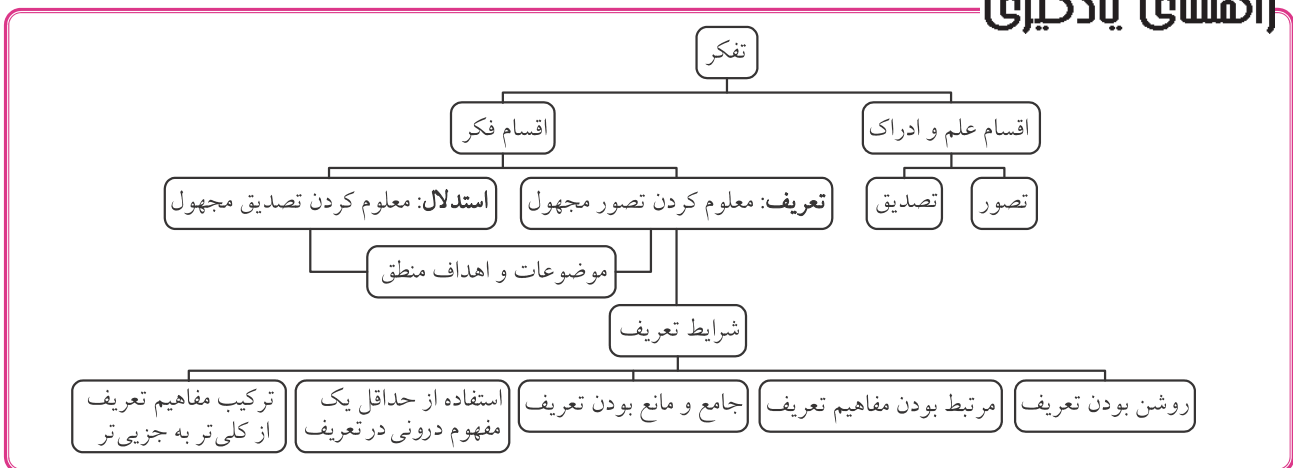 راهنمای یادگیری
تفکر
اقسام علم و ادراک
اقسام فکر
تصور
تصدیق
تعریف: معلوم کردن تصور مجهول
استدلال: معلوم کردن تصدیق مجهول
موضوعات و اهداف منطق
شرایط تعریف
روشن بودن تعریف
مرتبط بودن مفاهیم تعریف
جامع و مانع بودن تعریف
استفاده از حداقل یک
مفهوم درونی در تعریف
ترکیب مفاهیم تعریف
از کلی‌تر به جزیی‌تر